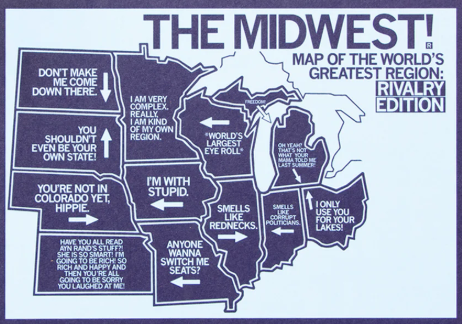 THE MIDWEST!
MAP OF THE WORLD'S
GREATEST REGION:
RIVALRY
EDITION
DON'T MAKE
ME COME
DOWN THERE.
I AM VERY
COMPLEX.
REALLY.
I AM KIND
OF MY OWN
REGION.
FREEDOM!
*WORLD'S
LARGEST
EYE ROLL*
OH YEAH?
THAT'S NOT
WHAT YOUR
MAMA TOLD ME
LAST SUMMER!
YOU
SHOULDN'T
EVEN BE YOUR
OWN STATE!
YOU'RE NOT IN
COLORADO YET,
HIPPIE.
I'M WITH
STUPID.
SMELLS
LIKE
REDNECKS.
SMELLS
LIKE
CORRUPT
POLITICIANS.
I ONLY
USE YOU
FOR YOUR
LAKES!
HAVE YOU ALL READ
AYN RAND'S STUFF?!
SHE IS SO SMART! I'M
GOING TO BE RICH! SO
RICH AND HAPPY AND
THEN YOU'RE ALL
GOING TO BE SORRY
YOU LAUGHED AT ME!
ANYONE
WANNA
SWITCH ME
SEATS?